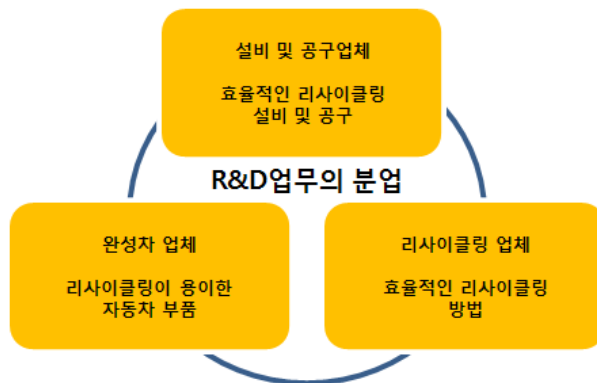 설비 및 공구업체
효율적인 리사이클링
설비 및 공구
R&D업무의 분업
완성차 업체
리사이클링이 용이한
자동차 부품
리사이클링 업체
효율적인 리사이클링
방법